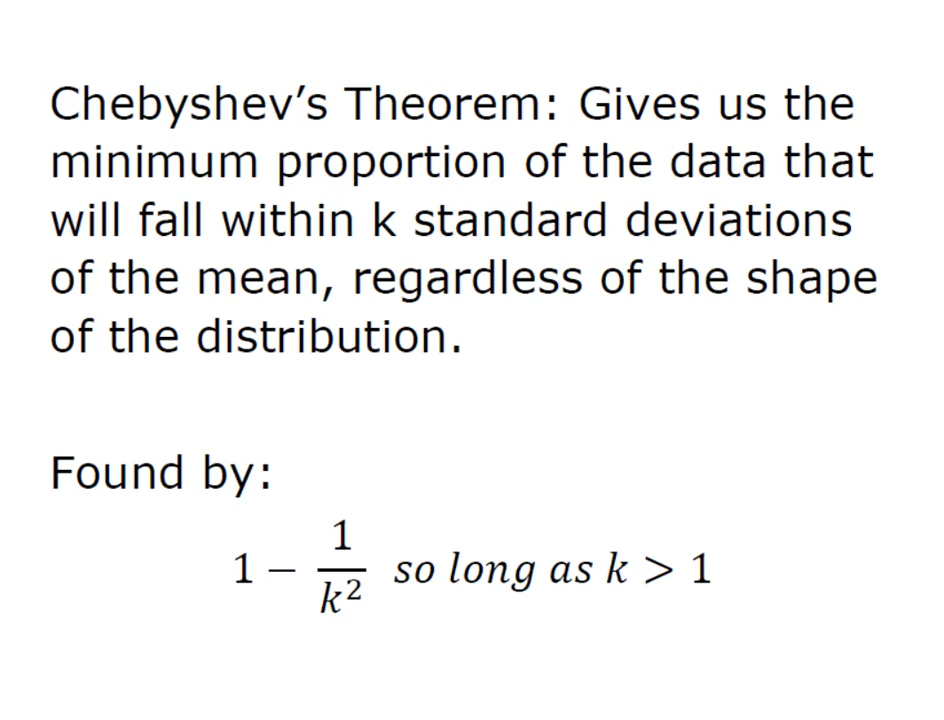 Chebyshev’s Theorem: Gives us the
minimum proportion of the data that
will fall within k standard deviations
of the mean, regardless of the shape
of the distribution.
Found by:
1 − 1/k² so long as k > 1